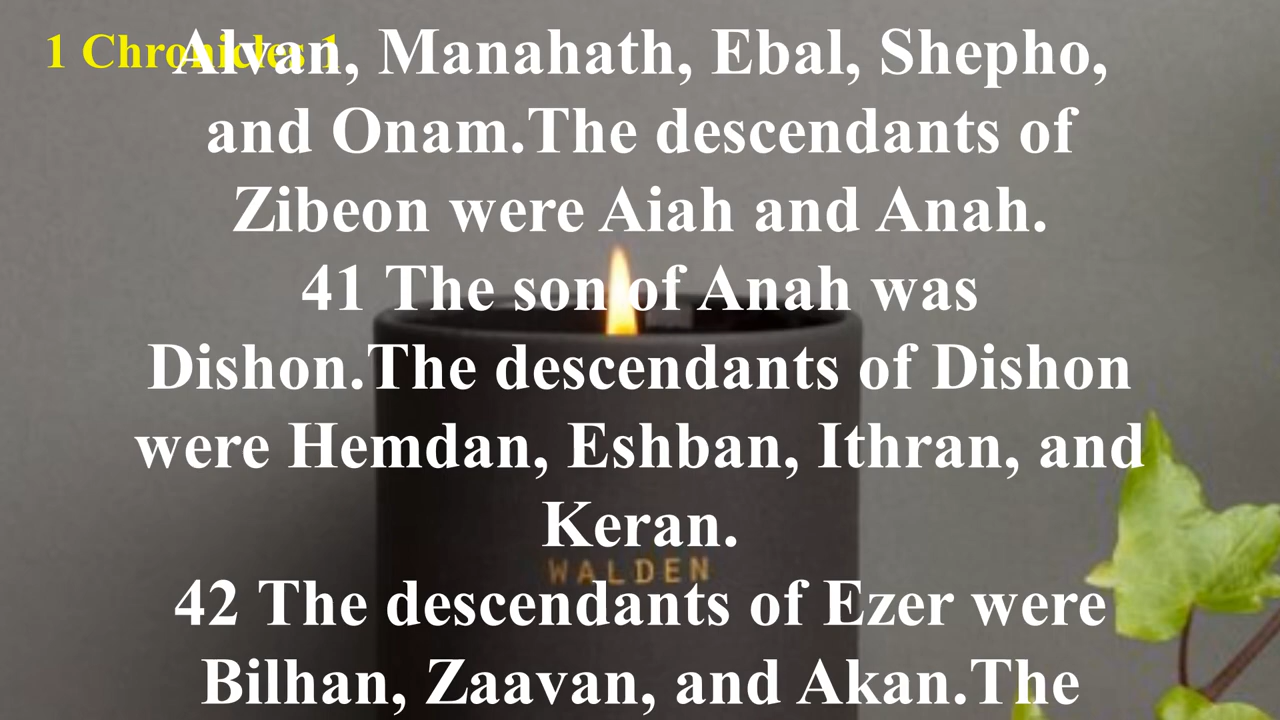 1 Chronicles 1
Alvan, Manahath, Ebal, Shepho,
and Onam.The descendants of
Zibeon were Aiah and Anah.
41 The son of Anah was
Dishon.The descendants of Dishon
were Hemdan, Eshban, Ithran, and
Keran.
WALDEN
42 The descendants of Ezer were
Bilhan, Zaavan, and Akan.The